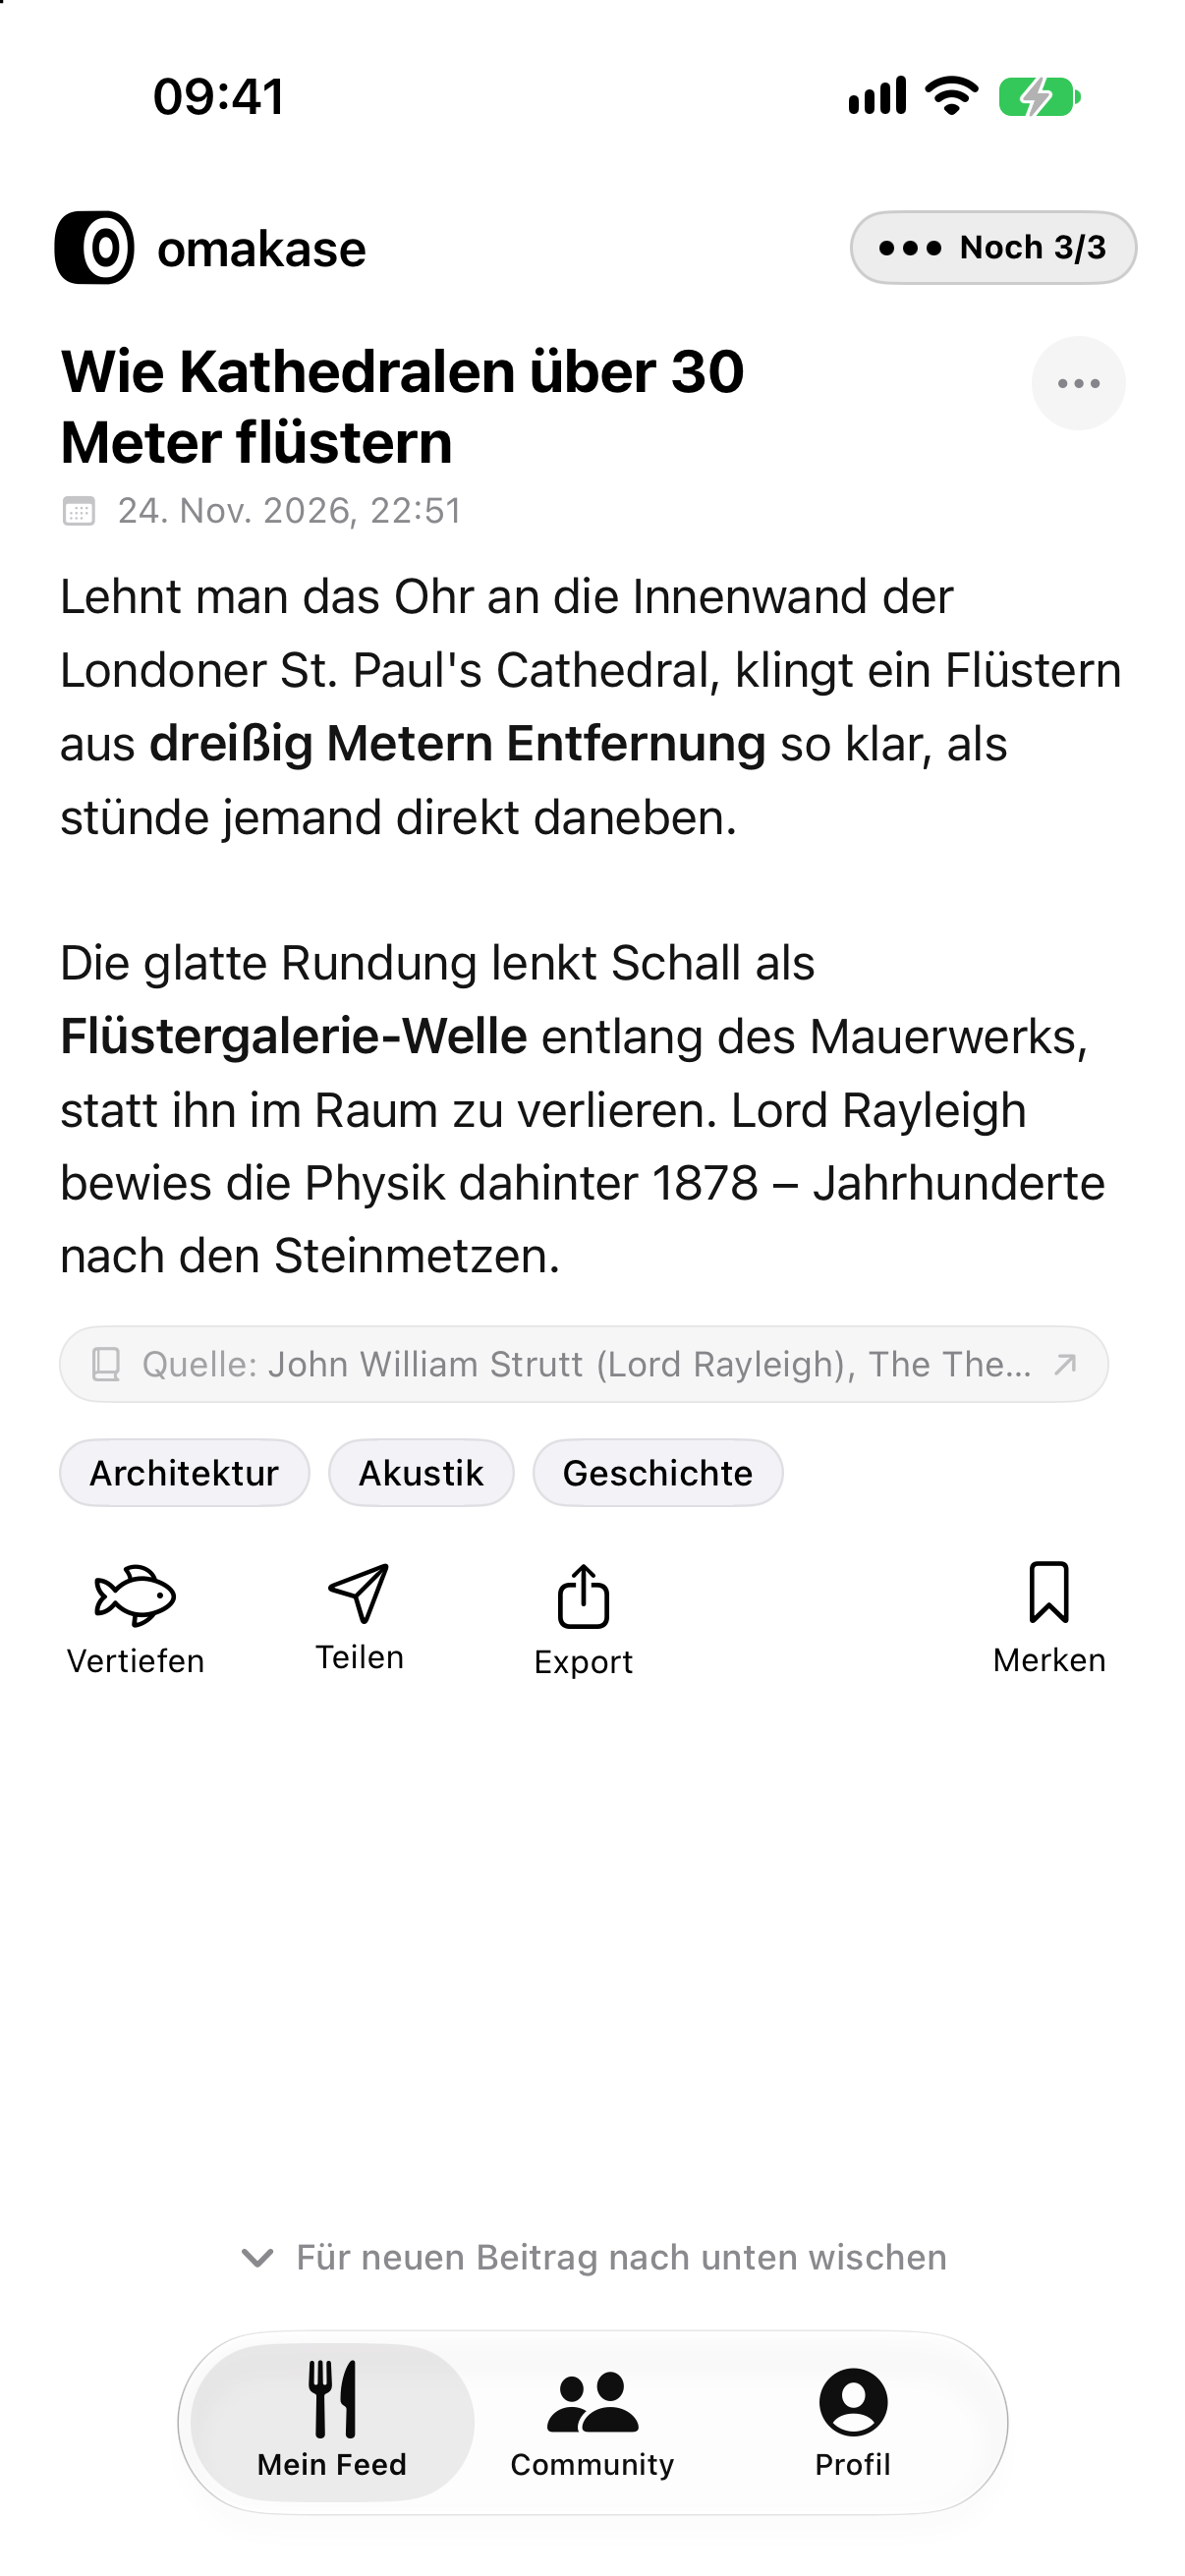 09:41
omakase
Noch 3/3
Wie Kathedralen über 30
Meter flüstern
24. Nov. 2026, 22:51
Lehnt man das Ohr an die Innenwand der
Londoner St. Paul's Cathedral, klingt ein Flüstern
aus dreißig Metern Entfernung so klar, als
stünde jemand direkt daneben.
Die glatte Rundung lenkt Schall als
Flüstergalerie-Welle entlang des Mauerwerks,
statt ihn im Raum zu verlieren. Lord Rayleigh
bewies die Physik dahinter 1878 – Jahrhunderte
nach den Steinmetzen.
Quelle: John William Strutt (Lord Rayleigh), The The...
Architektur Akustik Geschichte
Vertiefen Teilen Export Merken
Für neuen Beitrag nach unten wischen
Mein Feed Community Profil